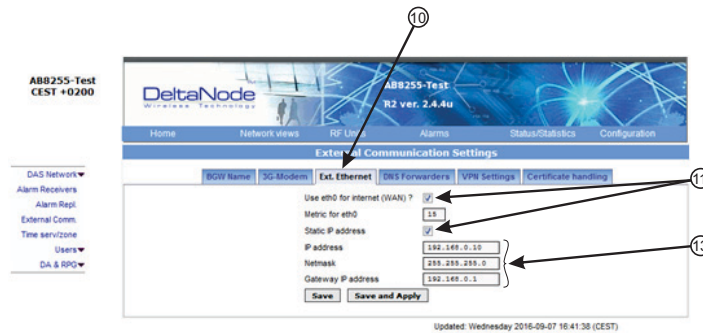 10
AB8255-Test
CEST +0200
DeltaNode
Wireless Technology
AB8255-Test
R2 ver. 2.4.4u
Home Network views RF Units Alarms Status/Statistics Configuration
External Communication Settings
BGW Name 3G-Modem Ext. Ethernet DNS Forwarders VPN Settings Certificate handling
DAS Network
Alarm Receivers
Alarm Repl.
External Comm.
Time serv/zone
Users
DA & RPG
Use eth0 for internet (WAN) ?
11
Metric for eth0 15
Static IP address
IP address 192.168.0.10
Netmask 255.255.255.0
13
Gateway IP address 192.168.0.1
Save Save and Apply
Updated: Wednesday 2016-09-07 16:41:38 (CEST)